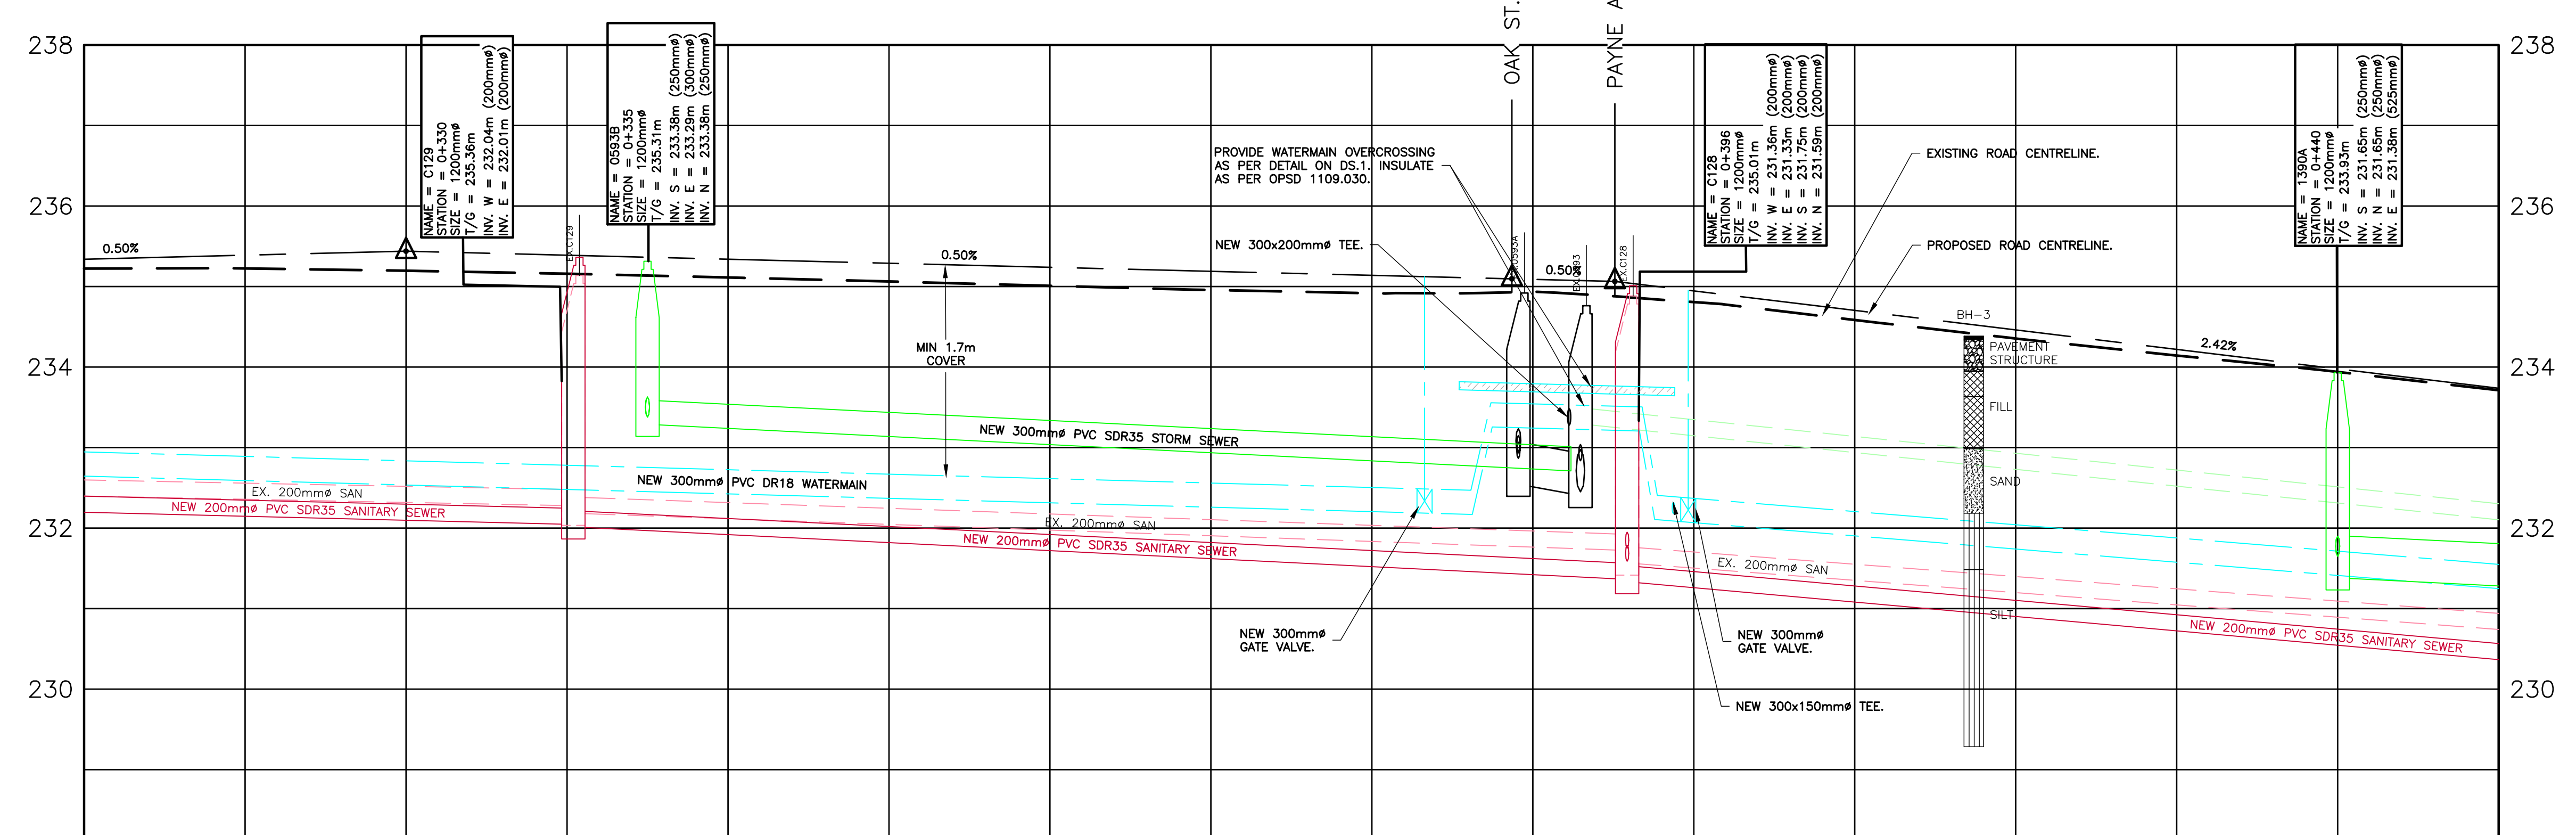 238
236
234
232
230
238
236
234
232
230
NAME = C129
STATION = 0+330
SIZE = 1200mmø
T/G = 235.36m
INV. W = 232.04m (200mmø)
INV. E = 232.01m (200mmø)
NAME = 0593B
STATION = 0+335
SIZE = 1200mmø
T/G = 235.31m
INV. S = 233.38m (250mmø)
INV. E = 233.29m (300mmø)
INV. N = 233.38m (250mmø)
OAK ST.
PAYNE A
NAME = C128
STATION = 0+396
SIZE = 1200mmø
T/G = 235.01m
INV. W = 231.36m (200mmø)
INV. E = 231.33m (200mmø)
INV. S = 231.75m (200mmø)
INV. N = 231.59m (200mmø)
NAME = 1390A
STATION = 0+440
SIZE = 1200mmø
T/G = 233.93m
INV. S = 231.65m (250mmø)
INV. N = 231.65m (250mmø)
INV. E = 231.38m (525mmø)
PROVIDE WATERMAIN OVERCROSSING
AS PER DETAIL ON DS.1. INSULATE
AS PER OPSD 1109.030.
EXISTING ROAD CENTRELINE.
PROPOSED ROAD CENTRELINE.
NEW 300x200mmø TEE.
0.50%
0.50%
0.50%
2.42%
EX.C129
EX.0593
EX.C128
MIN 1.7m
COVER
BH-3
PAVEMENT
STRUCTURE
FILL
SAND
SILT
NEW 300mmø PVC SDR35 STORM SEWER
NEW 300mmø PVC DR18 WATERMAIN
EX. 200mmø SAN
NEW 200mmø PVC SDR35 SANITARY SEWER
EX. 200mmø SAN
NEW 200mmø PVC SDR35 SANITARY SEWER
EX. 200mmø SAN
NEW 200mmø PVC SDR35 SANITARY SEWER
NEW 300mmø
GATE VALVE.
NEW 300mmø
GATE VALVE.
NEW 300x150mmø TEE.